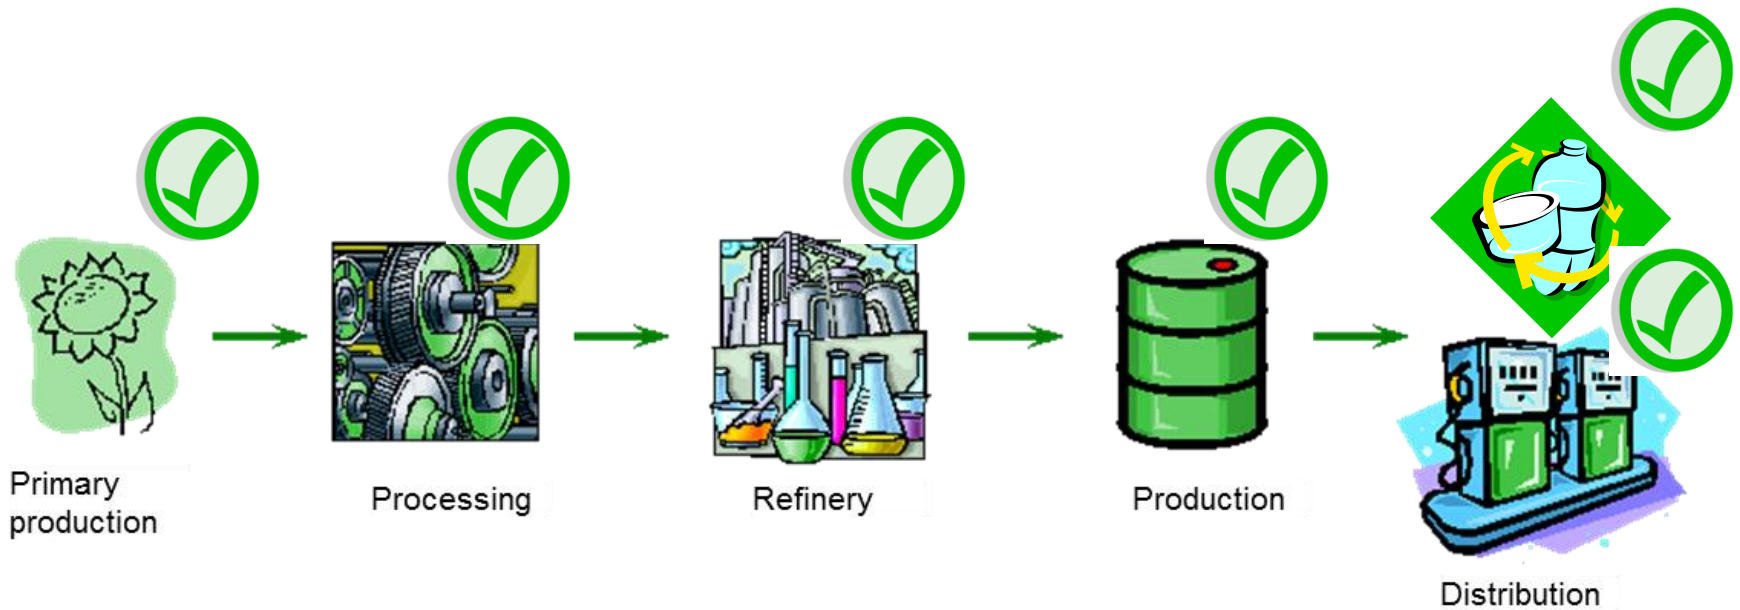 Primary
production
Processing
Refinery
Production
Distribution